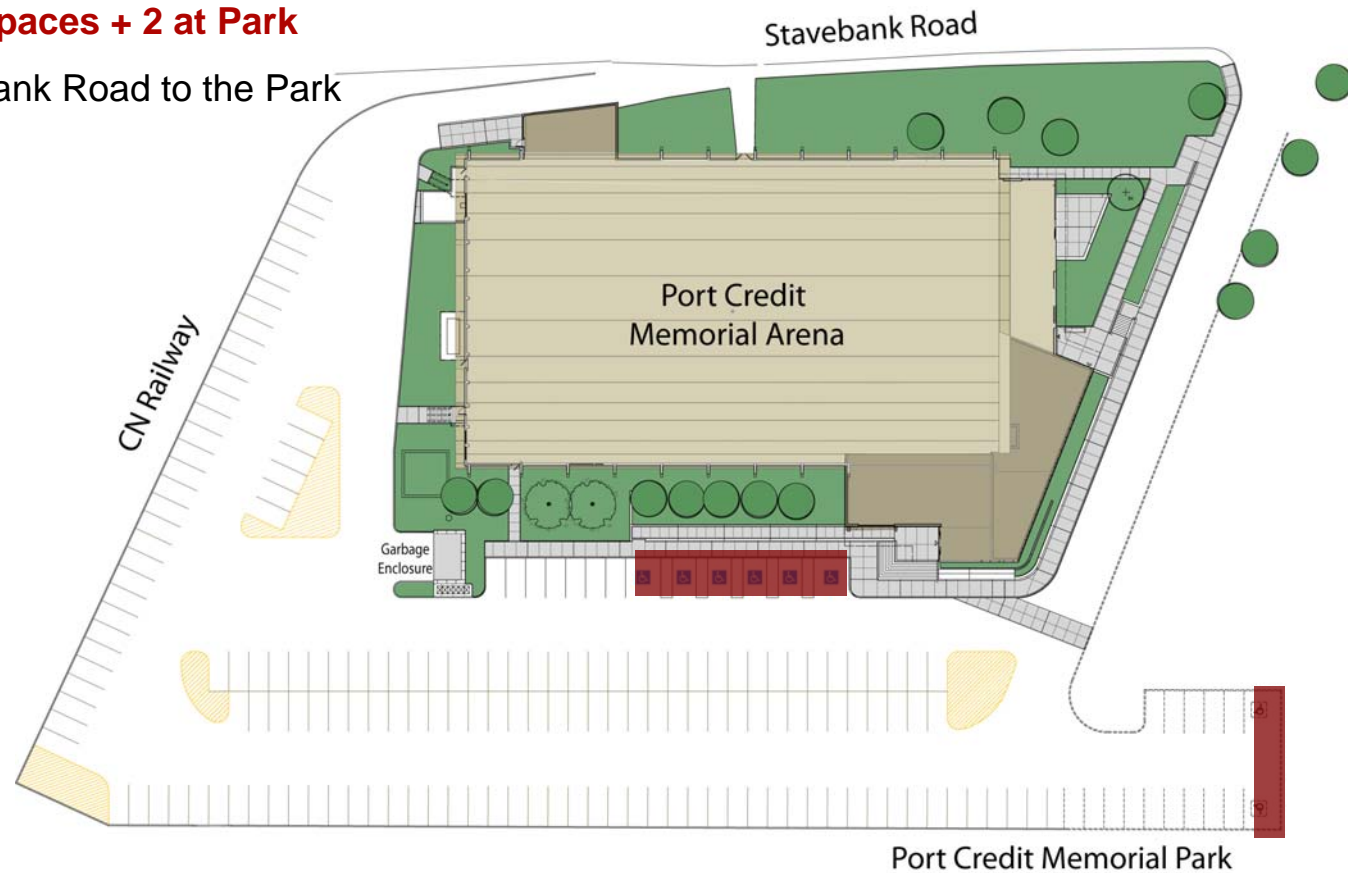 paces + 2 at Park
ank Road to the Park
Stavebank Road
Port Credit
Memorial Arena
CN Railway
Garbage
Enclosure
Port Credit Memorial Park